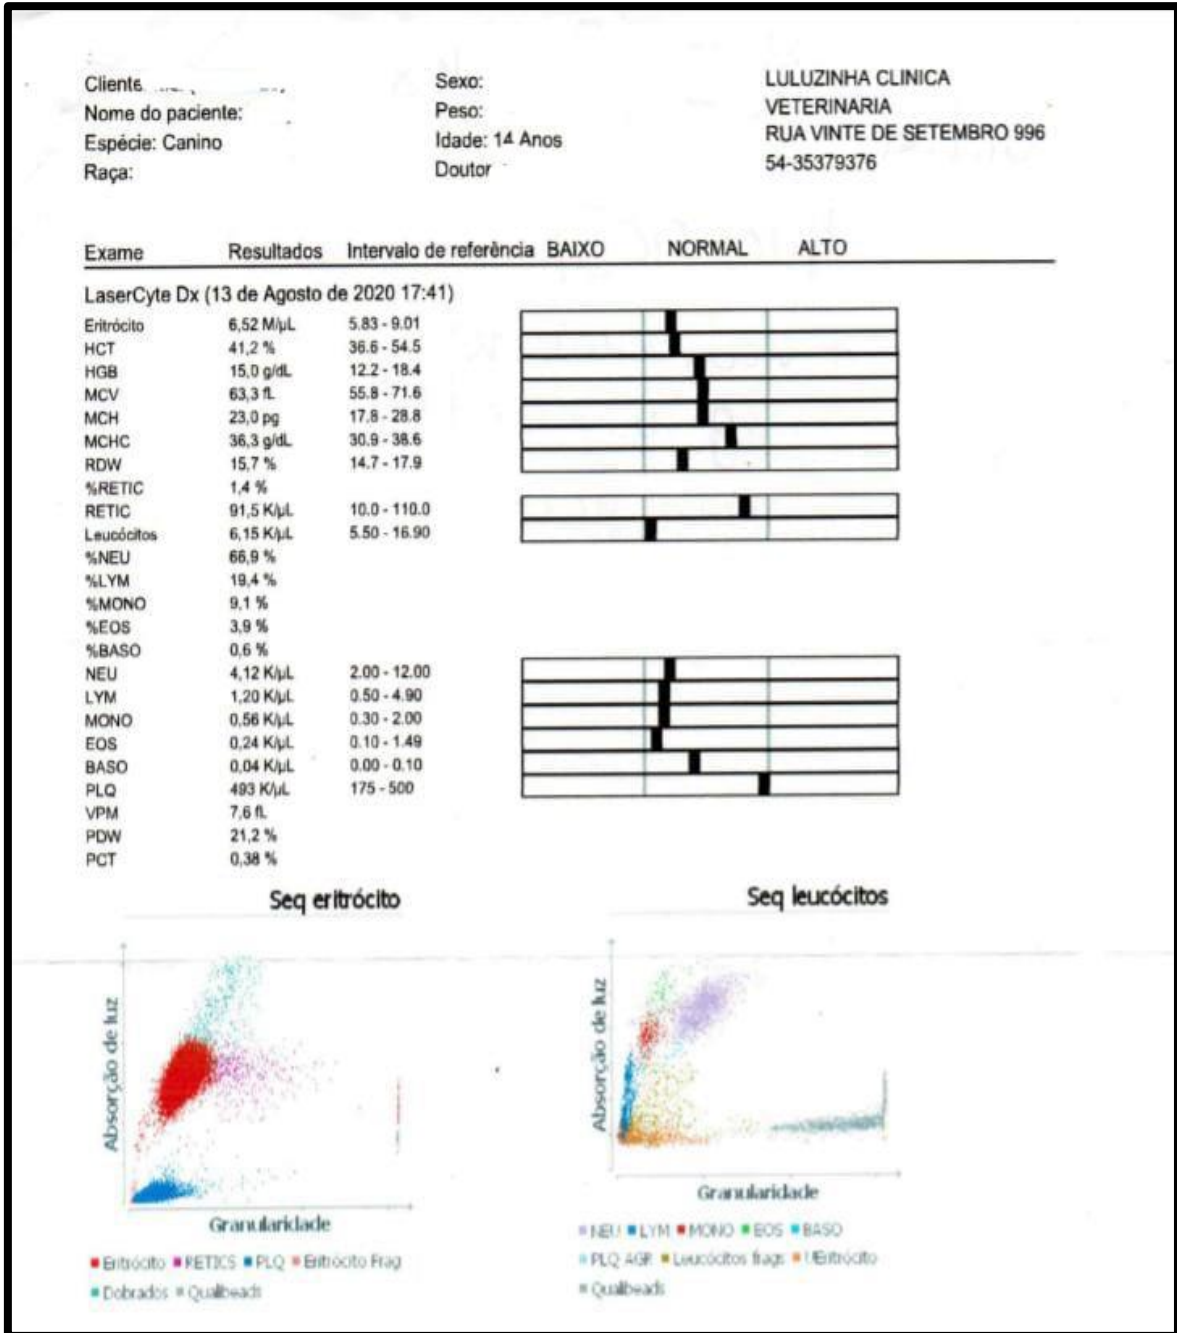 Cliente
Nome do paciente:
Espécie: Canino
Raça:
Sexo:
Peso:
Idade: 14 Anos
Doutor
LULUZINHA CLINICA
VETERINARIA
RUA VINTE DE SETEMBRO 996
54-35379376
Exame Resultados Intervalo de referência BAIXO NORMAL ALTO
LaserCyte Dx (13 de Agosto de 2020 17:41)
Eritrócito 6,52 M/µL 5.83 - 9.01
HCT 41,2 % 36.6 - 54.5
HGB 15,0 g/dL 12.2 - 18.4
MCV 63,3 fL 55.8 - 71.6
MCH 23,0 pg 17.8 - 28.8
MCHC 36,3 g/dL 30.9 - 38.6
RDW 15,7 % 14.7 - 17.9
%RETIC 1,4 %
RETIC 91,5 K/µL 10.0 - 110.0
Leucócitos 6,15 K/µL 5.50 - 16.90
%NEU 66,9 %
%LYM 19,4 %
%MONO 9,1 %
%EOS 3,9 %
%BASO 0,6 %
NEU 4,12 K/µL 2.00 - 12.00
LYM 1,20 K/µL 0.50 - 4.90
MONO 0,56 K/µL 0.30 - 2.00
EOS 0,24 K/µL 0.10 - 1.49
BASO 0,04 K/µL 0.00 - 0.10
PLQ 493 K/µL 175 - 500
VPM 7,6 fL
PDW 21,2 %
PCT 0,38 %
Seq eritrócito
Absorção de luz
Granularidade
Eritrócito RETICS PLQ Eritrócito Frag
Dobrados Qualibeads
Seq leucócitos
Absorção de luz
Granularidade
NEU LYM MONO EOS BASO
PLQ AGR Leucócitos frags UEritrócito
Qualibeads